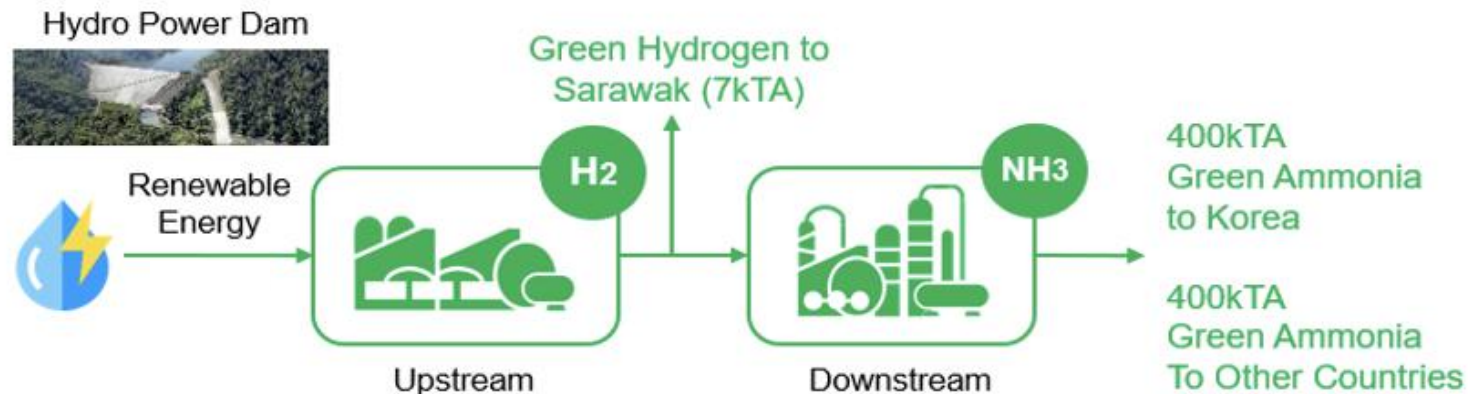 Hydro Power Dam
Green Hydrogen to
Sarawak (7kTA)
H2
NH3
Renewable
Energy
400kTA
Green Ammonia
to Korea
400kTA
Green Ammonia
To Other Countries
Upstream
Downstream